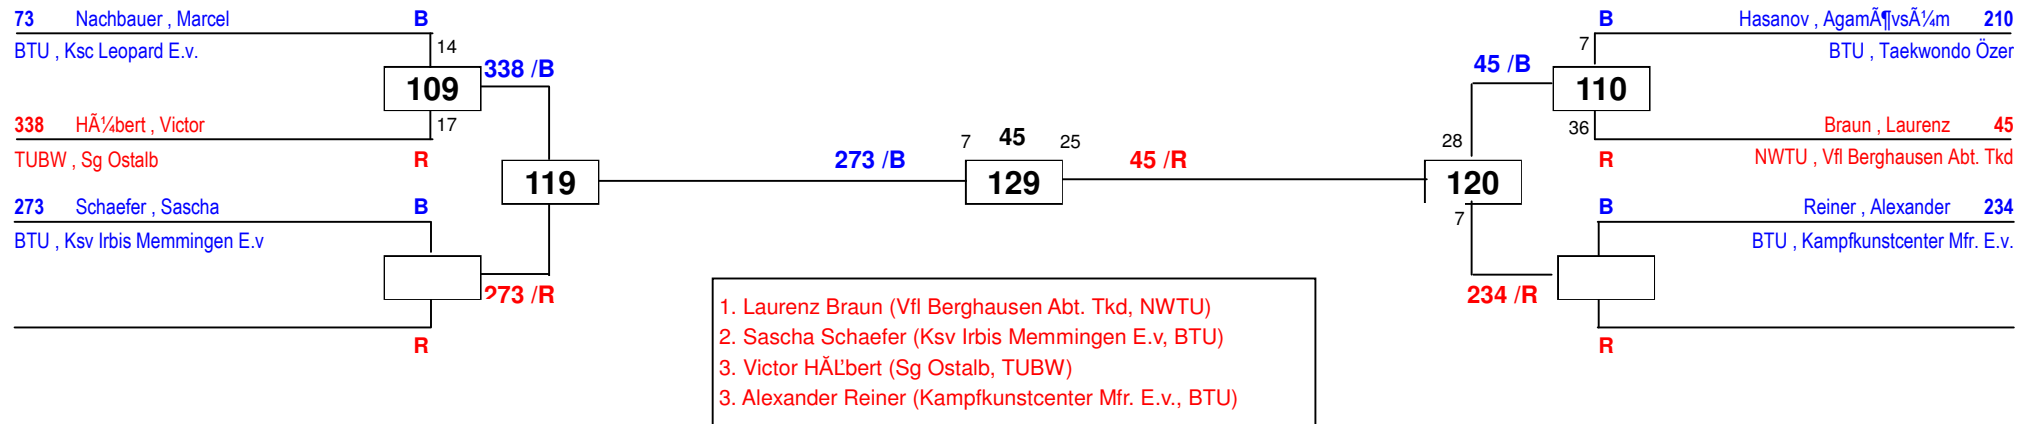 73 Nachbauer , Marcel B
BTU , Ksc Leopard E.v.
14
109
338 /B
338 HÃ¼bert , Victor
17
TUBW , Sg Ostalb R
119
273 Schaefer , Sascha B
BTU , Ksv Irbis Memmingen E.v
273 /R
R
273 /B
7 45 25
129
45 /R
B Hasanov , AgamÃ¶vsÃ¼m 210
7
BTU , Taekwondo Özer
45 /B
110
36
Braun , Laurenz 45
R NWTU , Vfl Berghausen Abt. Tkd
28
120
7
B Reiner , Alexander 234
BTU , Kampfkunstcenter Mfr. E.v.
234 /R
R
1. Laurenz Braun (Vfl Berghausen Abt. Tkd, NWTU)
2. Sascha Schaefer (Ksv Irbis Memmingen E.v, BTU)
3. Victor HĂĽbert (Sg Ostalb, TUBW)
3. Alexander Reiner (Kampfkunstcenter Mfr. E.v., BTU)